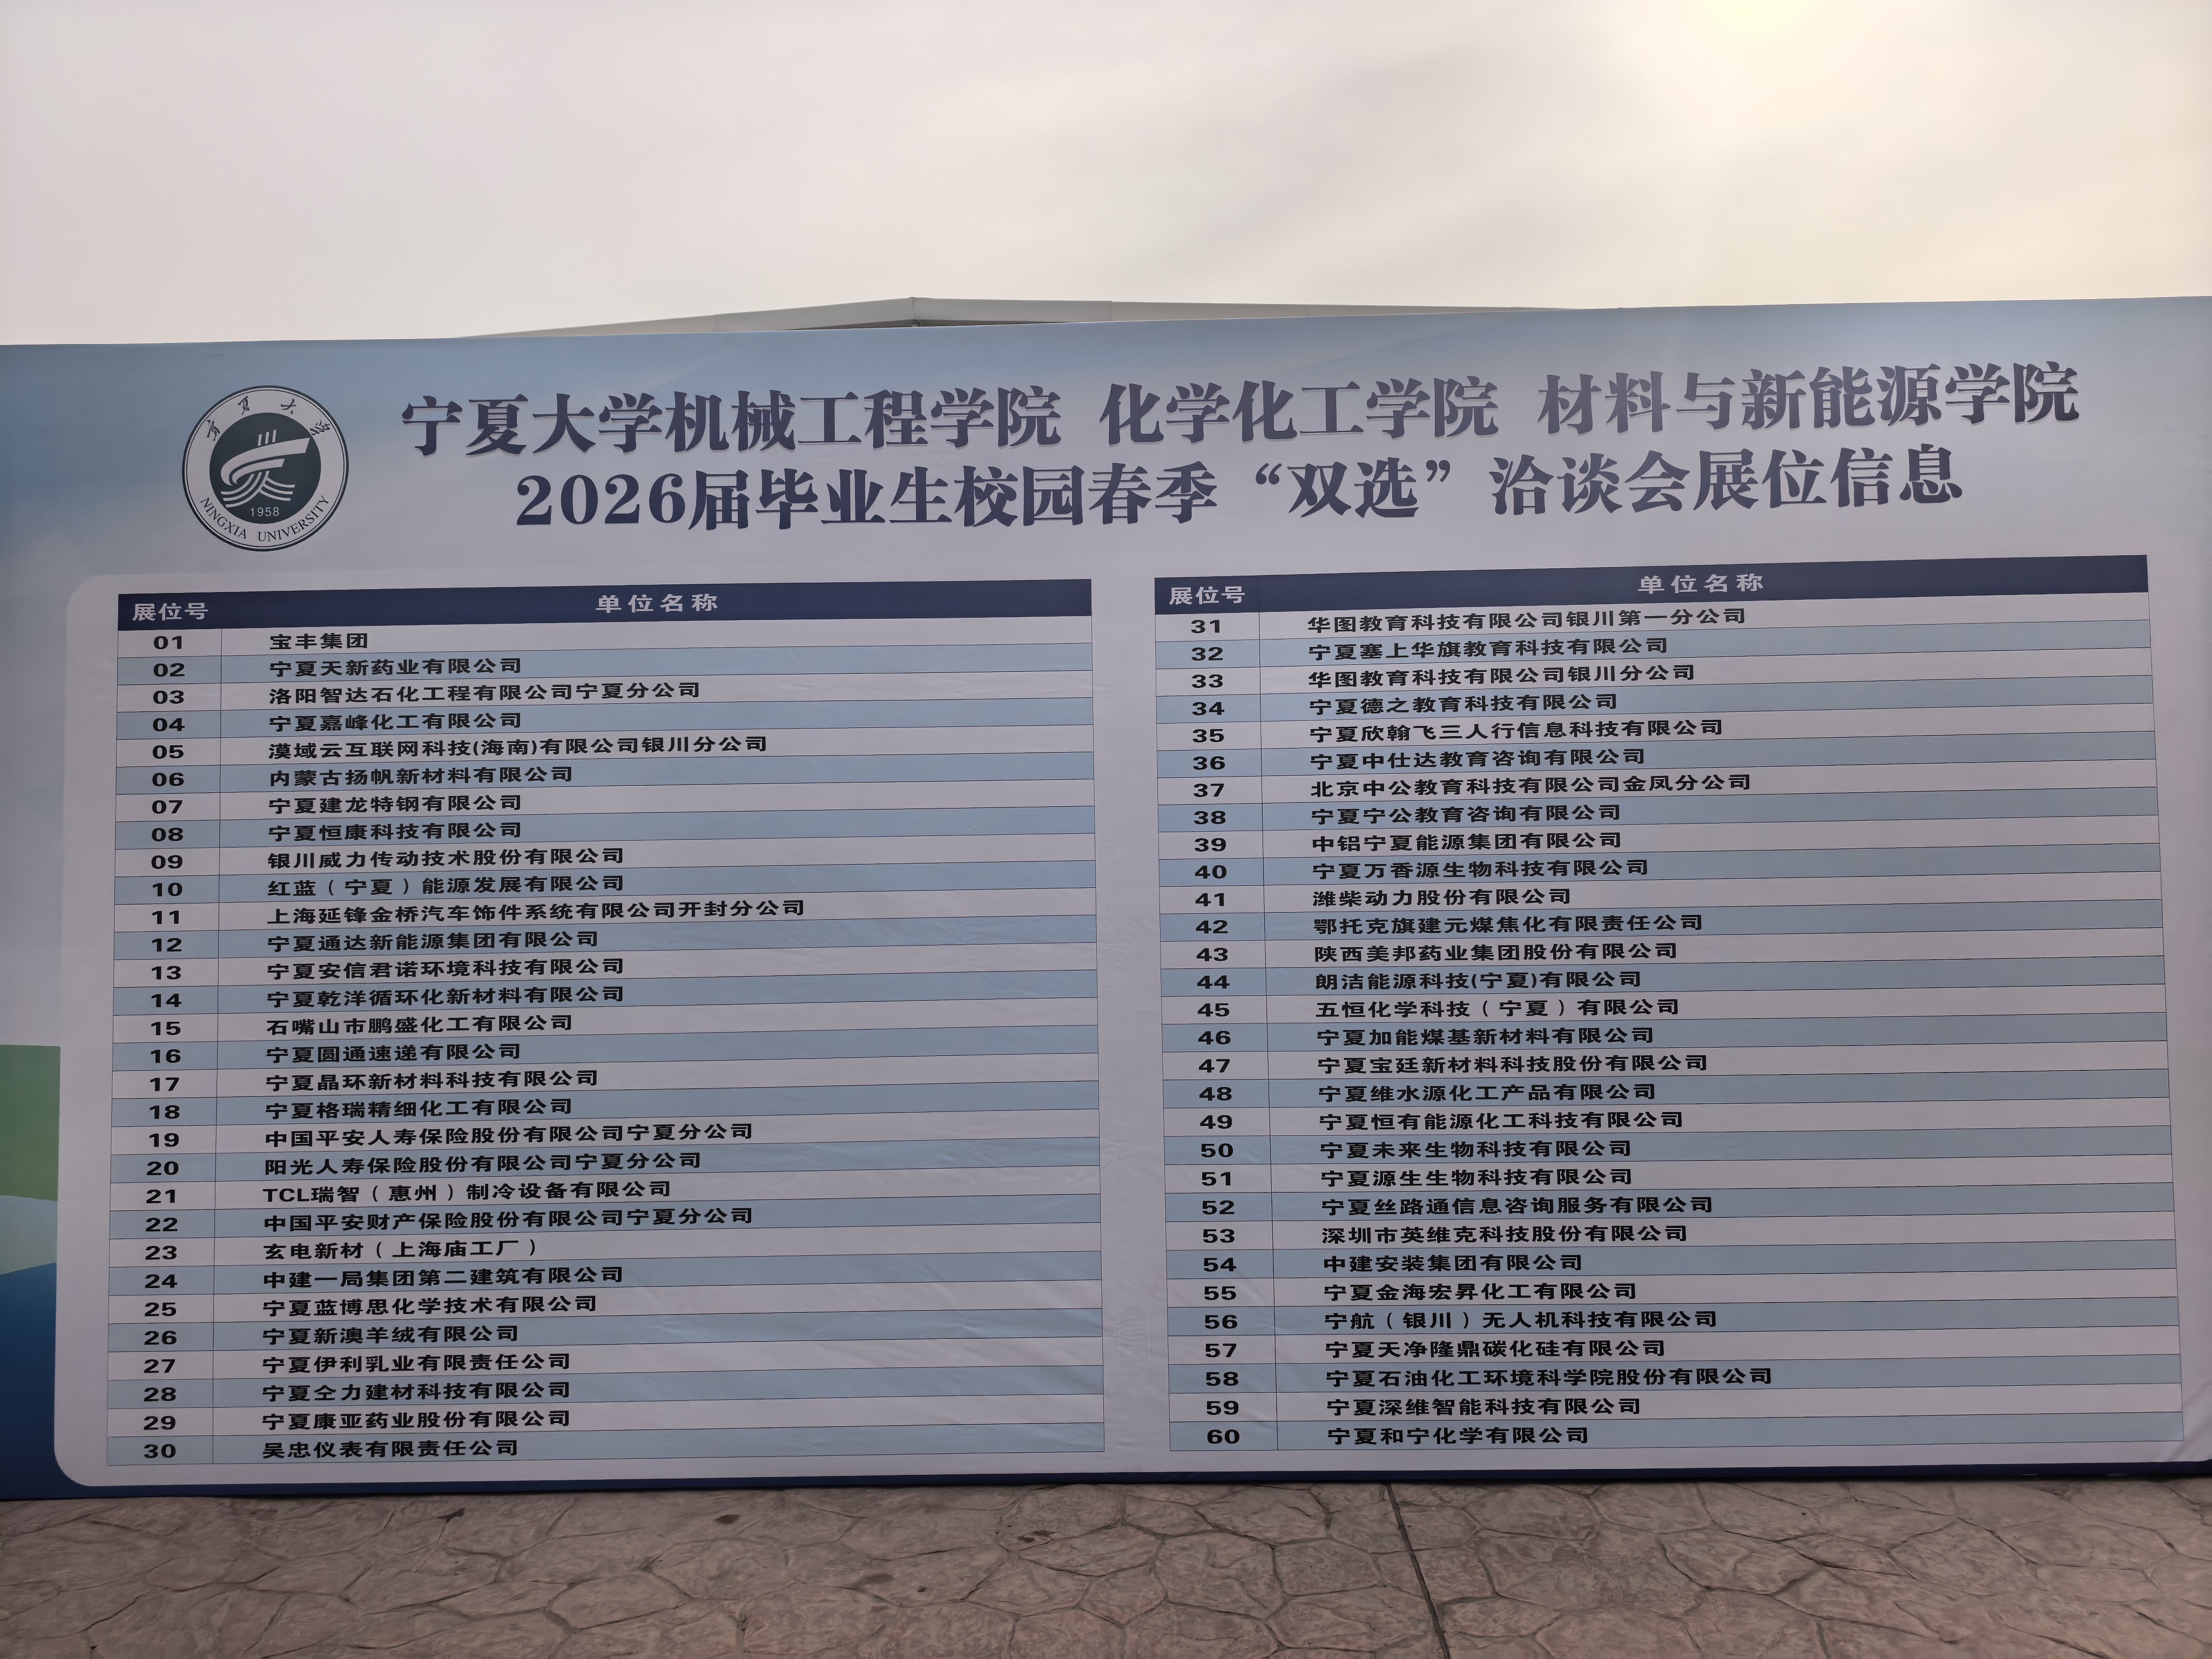 宁夏大学
NINGXIA UNIVERSITY
1958
宁夏大学机械工程学院 化学化工学院 材料与新能源学院
2026届毕业生校园春季“双选”洽谈会展位信息
展位号 单位名称
01 宝丰集团
02 宁夏天新药业有限公司
03 洛阳智达石化工程有限公司宁夏分公司
04 宁夏嘉峰化工有限公司
05 漠域云互联网科技(海南)有限公司银川分公司
06 内蒙古扬帆新材料有限公司
07 宁夏建龙特钢有限公司
08 宁夏恒康科技有限公司
09 银川威力传动技术股份有限公司
10 红蓝（宁夏）能源发展有限公司
11 上海延锋金桥汽车饰件系统有限公司开封分公司
12 宁夏通达新能源集团有限公司
13 宁夏安信君诺环境科技有限公司
14 宁夏乾洋循环化新材料有限公司
15 石嘴山市鹏盛化工有限公司
16 宁夏圆通速递有限公司
17 宁夏晶环新材料科技有限公司
18 宁夏格瑞精细化工有限公司
19 中国平安人寿保险股份有限公司宁夏分公司
20 阳光人寿保险股份有限公司宁夏分公司
21 TCL瑞智（惠州）制冷设备有限公司
22 中国平安财产保险股份有限公司宁夏分公司
23 玄电新材（上海庙工厂）
24 中建一局集团第二建筑有限公司
25 宁夏蓝博思化学技术有限公司
26 宁夏新澳羊绒有限公司
27 宁夏伊利乳业有限责任公司
28 宁夏全力建材科技有限公司
29 宁夏康亚药业股份有限公司
30 吴忠仪表有限责任公司
展位号 单位名称
31 华图教育科技有限公司银川第一分公司
32 宁夏塞上华旗教育科技有限公司
33 华图教育科技有限公司银川分公司
34 宁夏德之教育科技有限公司
35 宁夏欣翰飞三人行信息科技有限公司
36 宁夏中仕达教育咨询有限公司
37 北京中公教育科技有限公司金凤分公司
38 宁夏宁公教育咨询有限公司
39 中铝宁夏能源集团有限公司
40 宁夏万香源生物科技有限公司
41 潍柴动力股份有限公司
42 鄂托克旗建元煤焦化有限责任公司
43 陕西美邦药业集团股份有限公司
44 朗洁能源科技(宁夏)有限公司
45 五恒化学科技（宁夏）有限公司
46 宁夏加能煤基新材料有限公司
47 宁夏宝廷新材料科技股份有限公司
48 宁夏维水源化工产品有限公司
49 宁夏恒有能源化工科技有限公司
50 宁夏未来生物科技有限公司
51 宁夏源生生物科技有限公司
52 宁夏丝路通信息咨询服务有限公司
53 深圳市英维克科技股份有限公司
54 中建安装集团有限公司
55 宁夏金海宏昇化工有限公司
56 宁航（银川）无人机科技有限公司
57 宁夏天净隆鼎碳化硅有限公司
58 宁夏石油化工环境科学院股份有限公司
59 宁夏深维智能科技有限公司
60 宁夏和宁化学有限公司